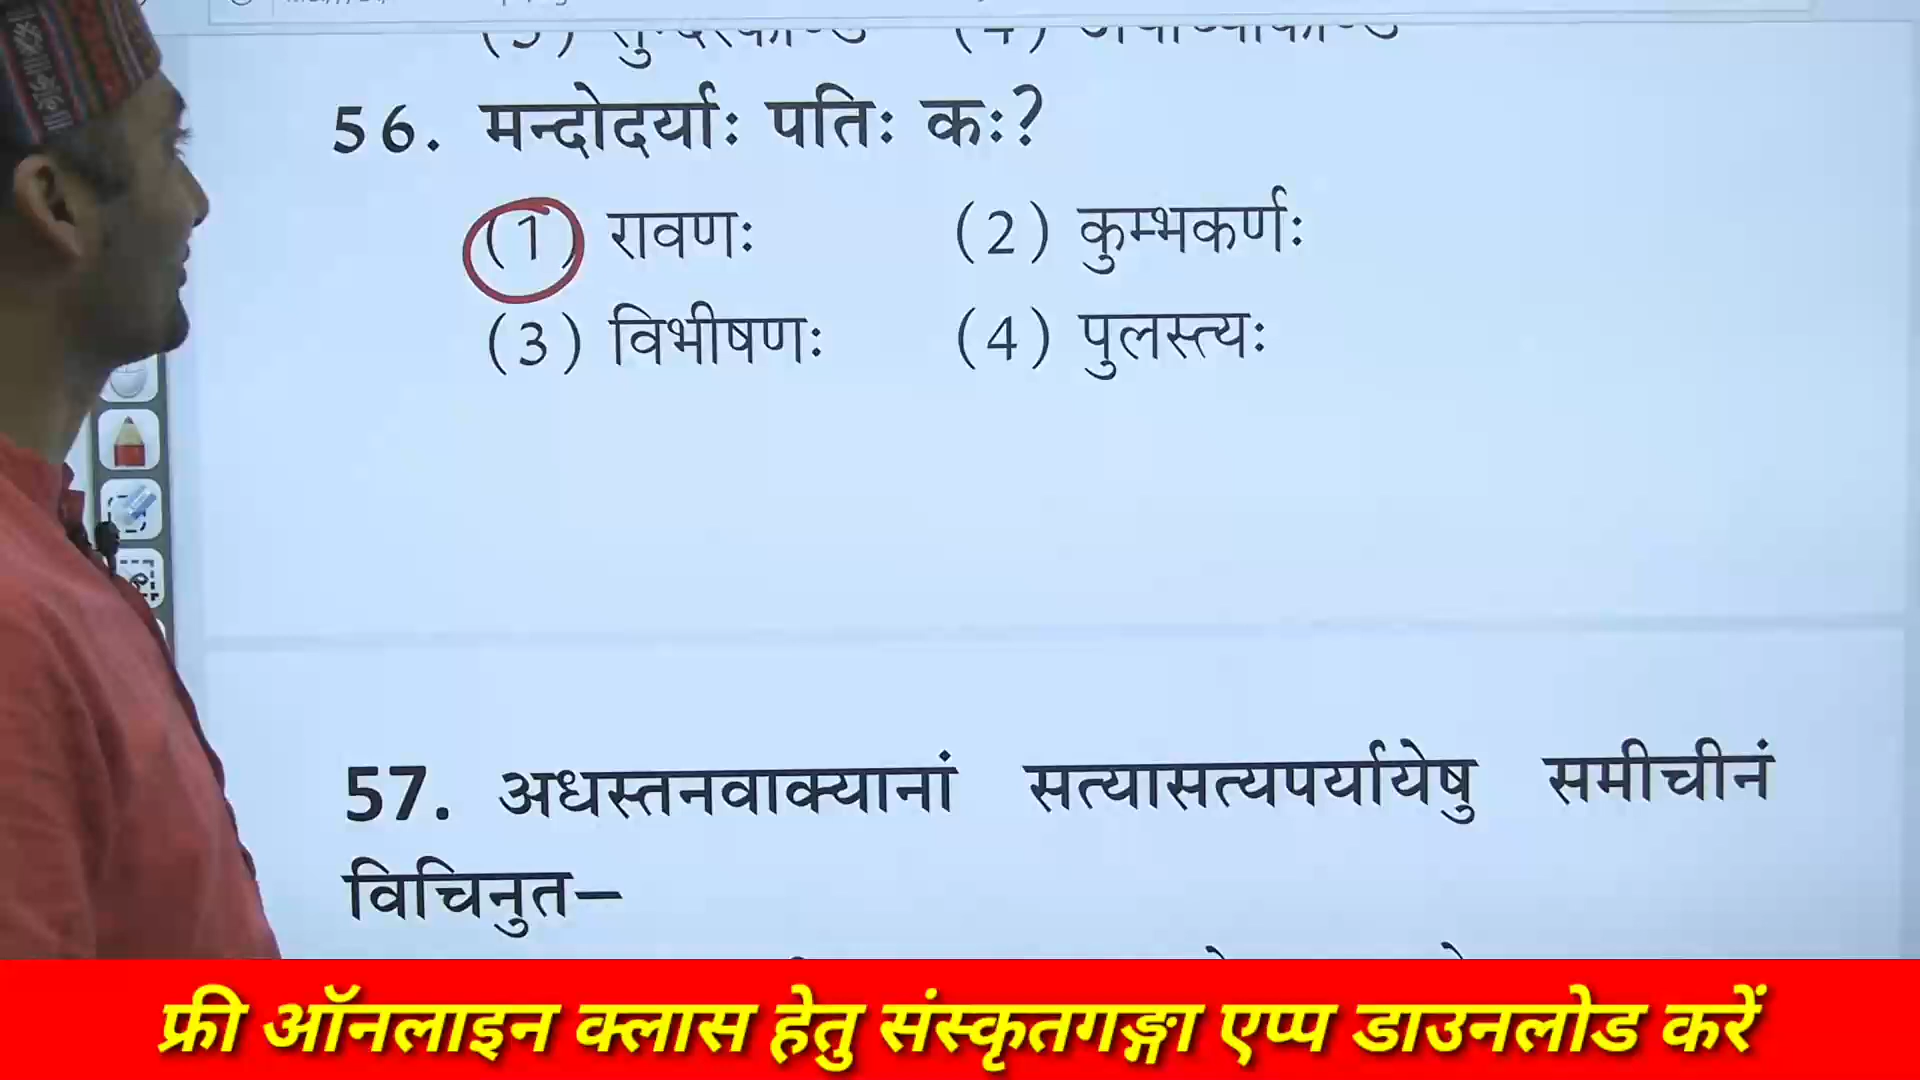 56. मन्दोदर्याः पतिः कः?
(1) रावणः (2) कुम्भकर्णः
(3) विभीषणः (4) पुलस्त्यः
57. अधस्तनवाक्यानां सत्यासत्यपर्यायेषु समीचीनं
विचिनुत–
फ्री ऑनलाइन क्लास हेतु संस्कृतगङ्गा एप्प डाउनलोड करें